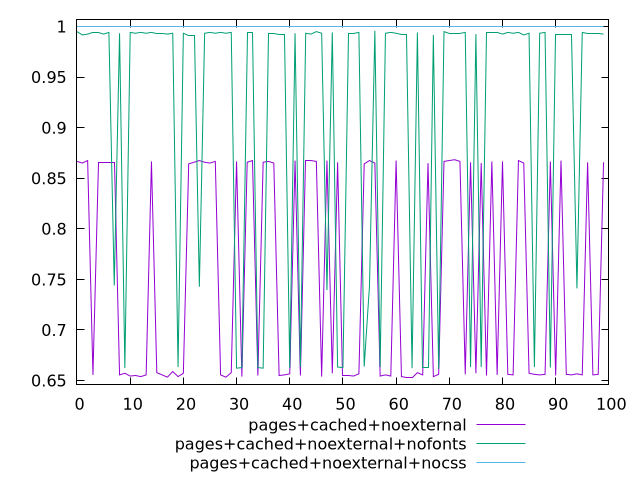 1
0.95
0.9
0.85
0.8
0.75
0.7
0.65
0 10 20 30 40 50 60 70 80 90 100
pages+cached+noexternal
pages+cached+noexternal+nofonts
pages+cached+noexternal+nocss